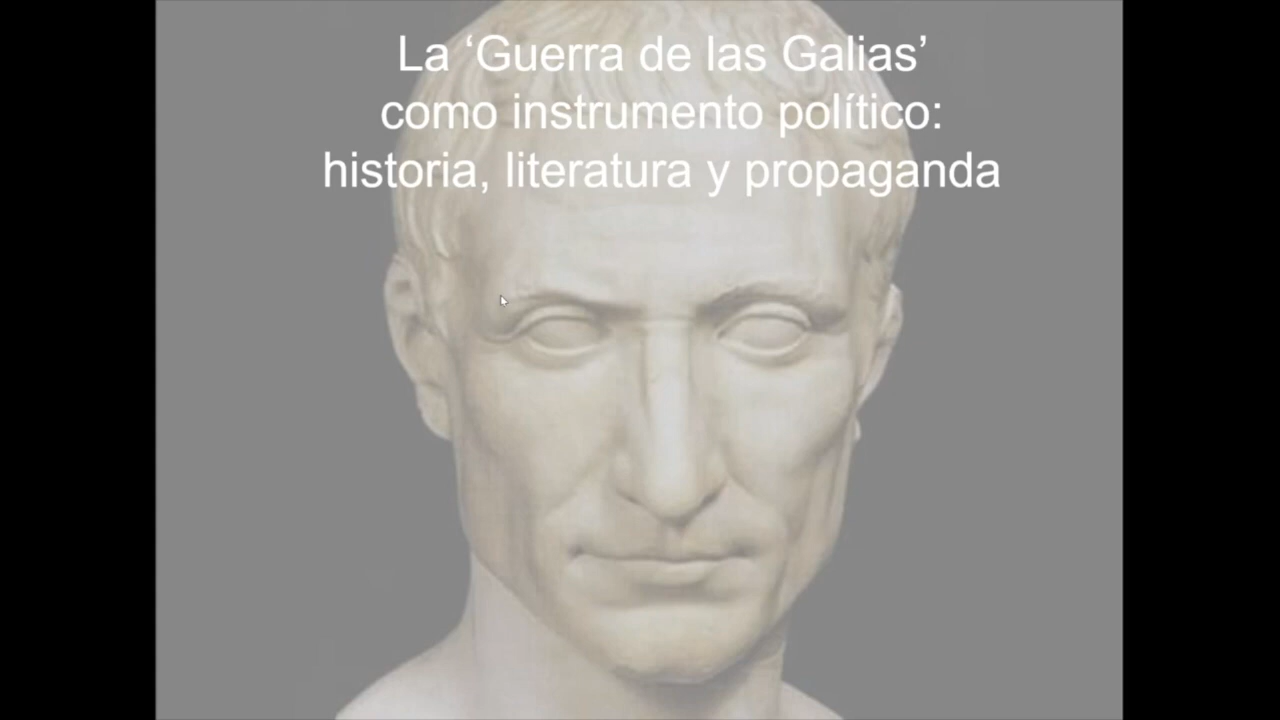 La ‘Guerra de las Galias’
como instrumento político:
historia, literatura y propaganda